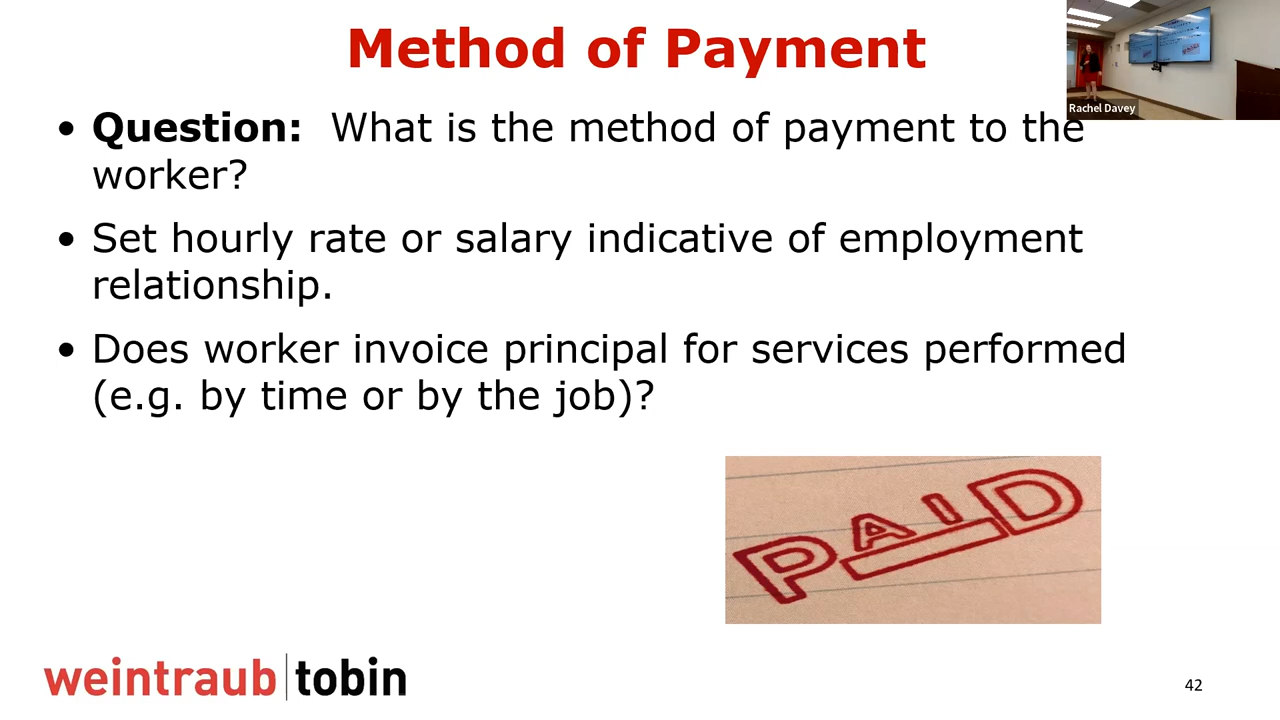 Method of Payment
Rachel Davey
• Question: What is the method of payment to the
worker?
• Set hourly rate or salary indicative of employment
relationship.
• Does worker invoice principal for services performed
(e.g. by time or by the job)?
PAID
weintraub tobin
42